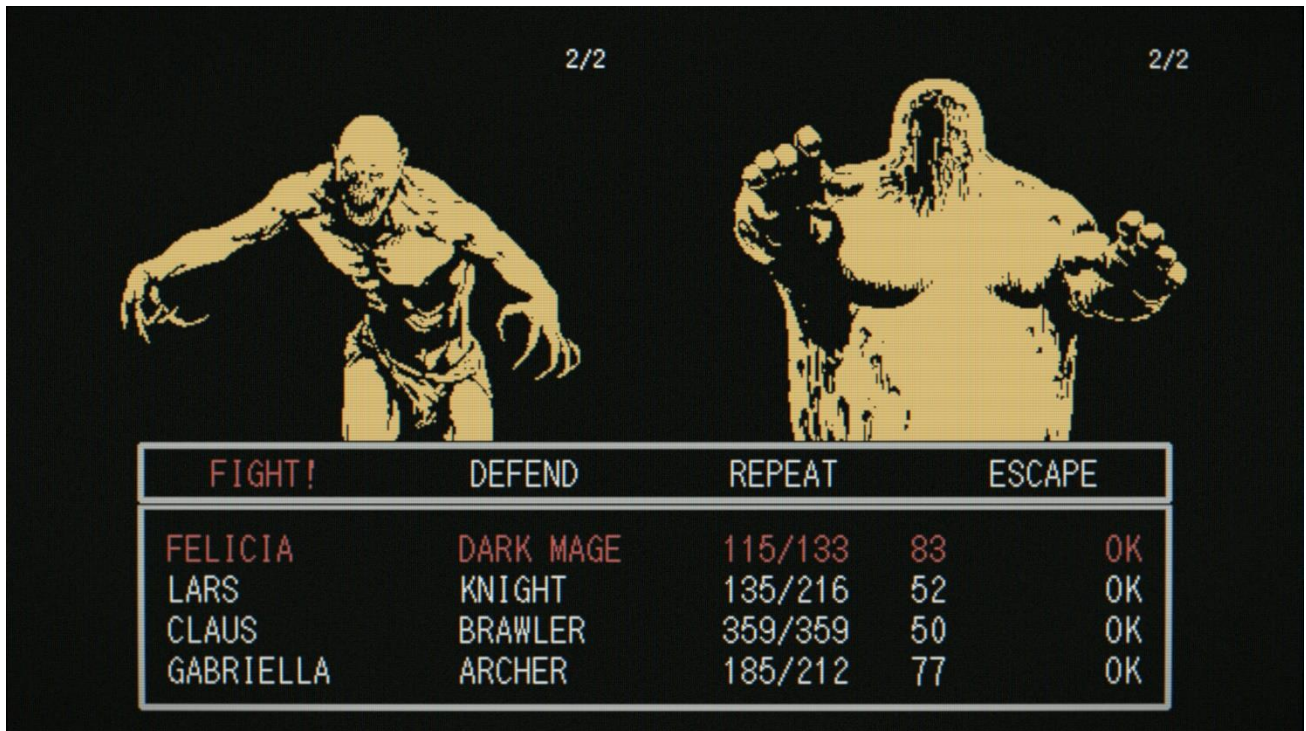 2/2 2/2
FIGHT! DEFEND REPEAT ESCAPE
FELICIA DARK MAGE 115/133 83 OK
LARS KNIGHT 135/216 52 OK
CLAUS BRAWLER 359/359 50 OK
GABRIELLA ARCHER 185/212 77 OK